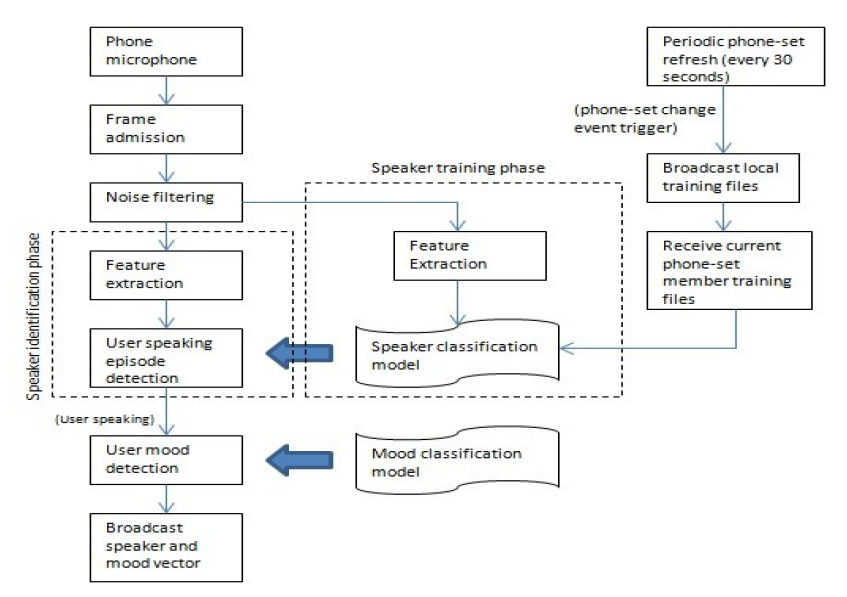 Phone
microphone
Frame
admission
Noise filtering
Speaker identification phase
Feature
extraction
User speaking
episode
detection
(User speaking)
User mood
detection
Broadcast
speaker and
mood vector
Speaker training phase
Feature
Extraction
Speaker classification
model
Mood classification
model
Periodic phone-set
refresh (every 30
seconds)
(phone-set change
event trigger)
Broadcast local
training files
Receive current
phone-set
member training
files